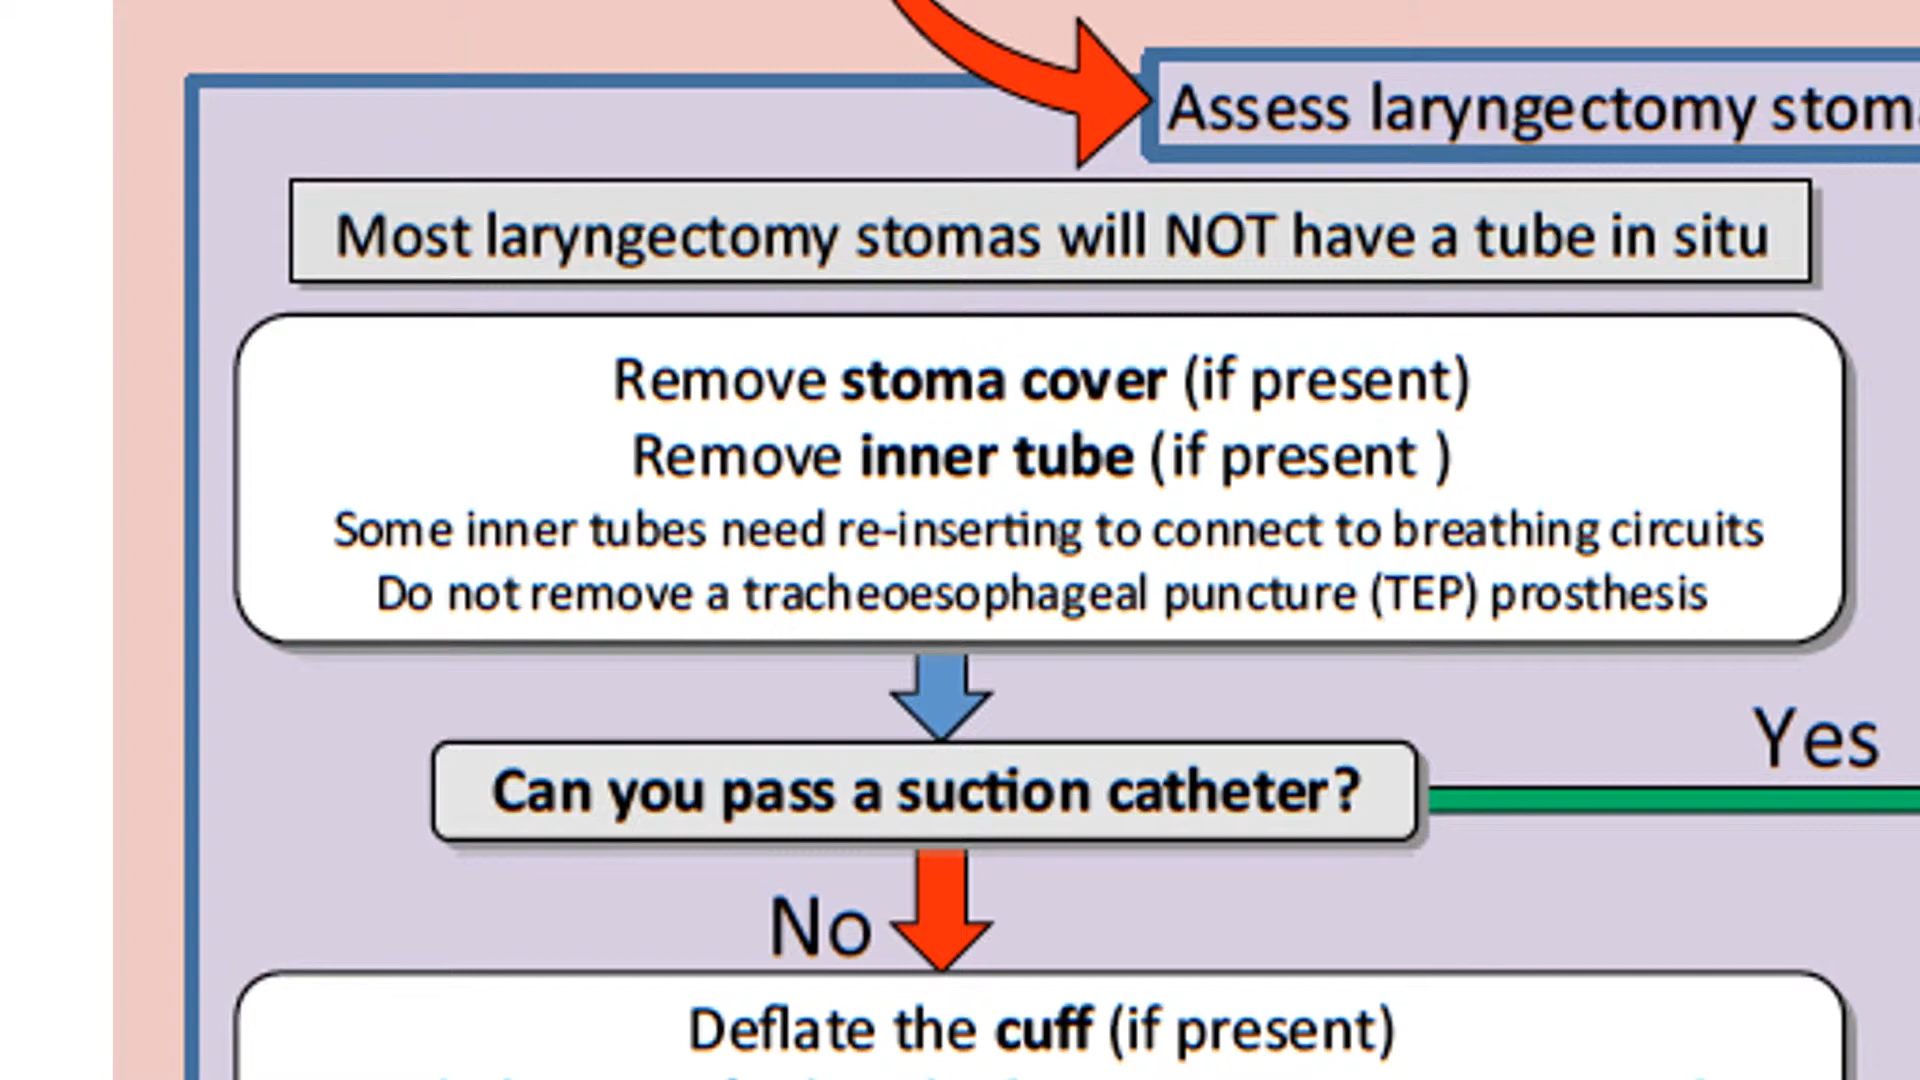 Assess laryngectomy
Most laryngectomy stomas will NOT have a tube in situ
Remove stoma cover (if present)
Remove inner tube (if present )
Some inner tubes need re-inserting to connect to breathing circuits
Do not remove a tracheoesophageal puncture (TEP) prosthesis
Yes
Can you pass a suction catheter?
No
Deflate the cuff (if present)